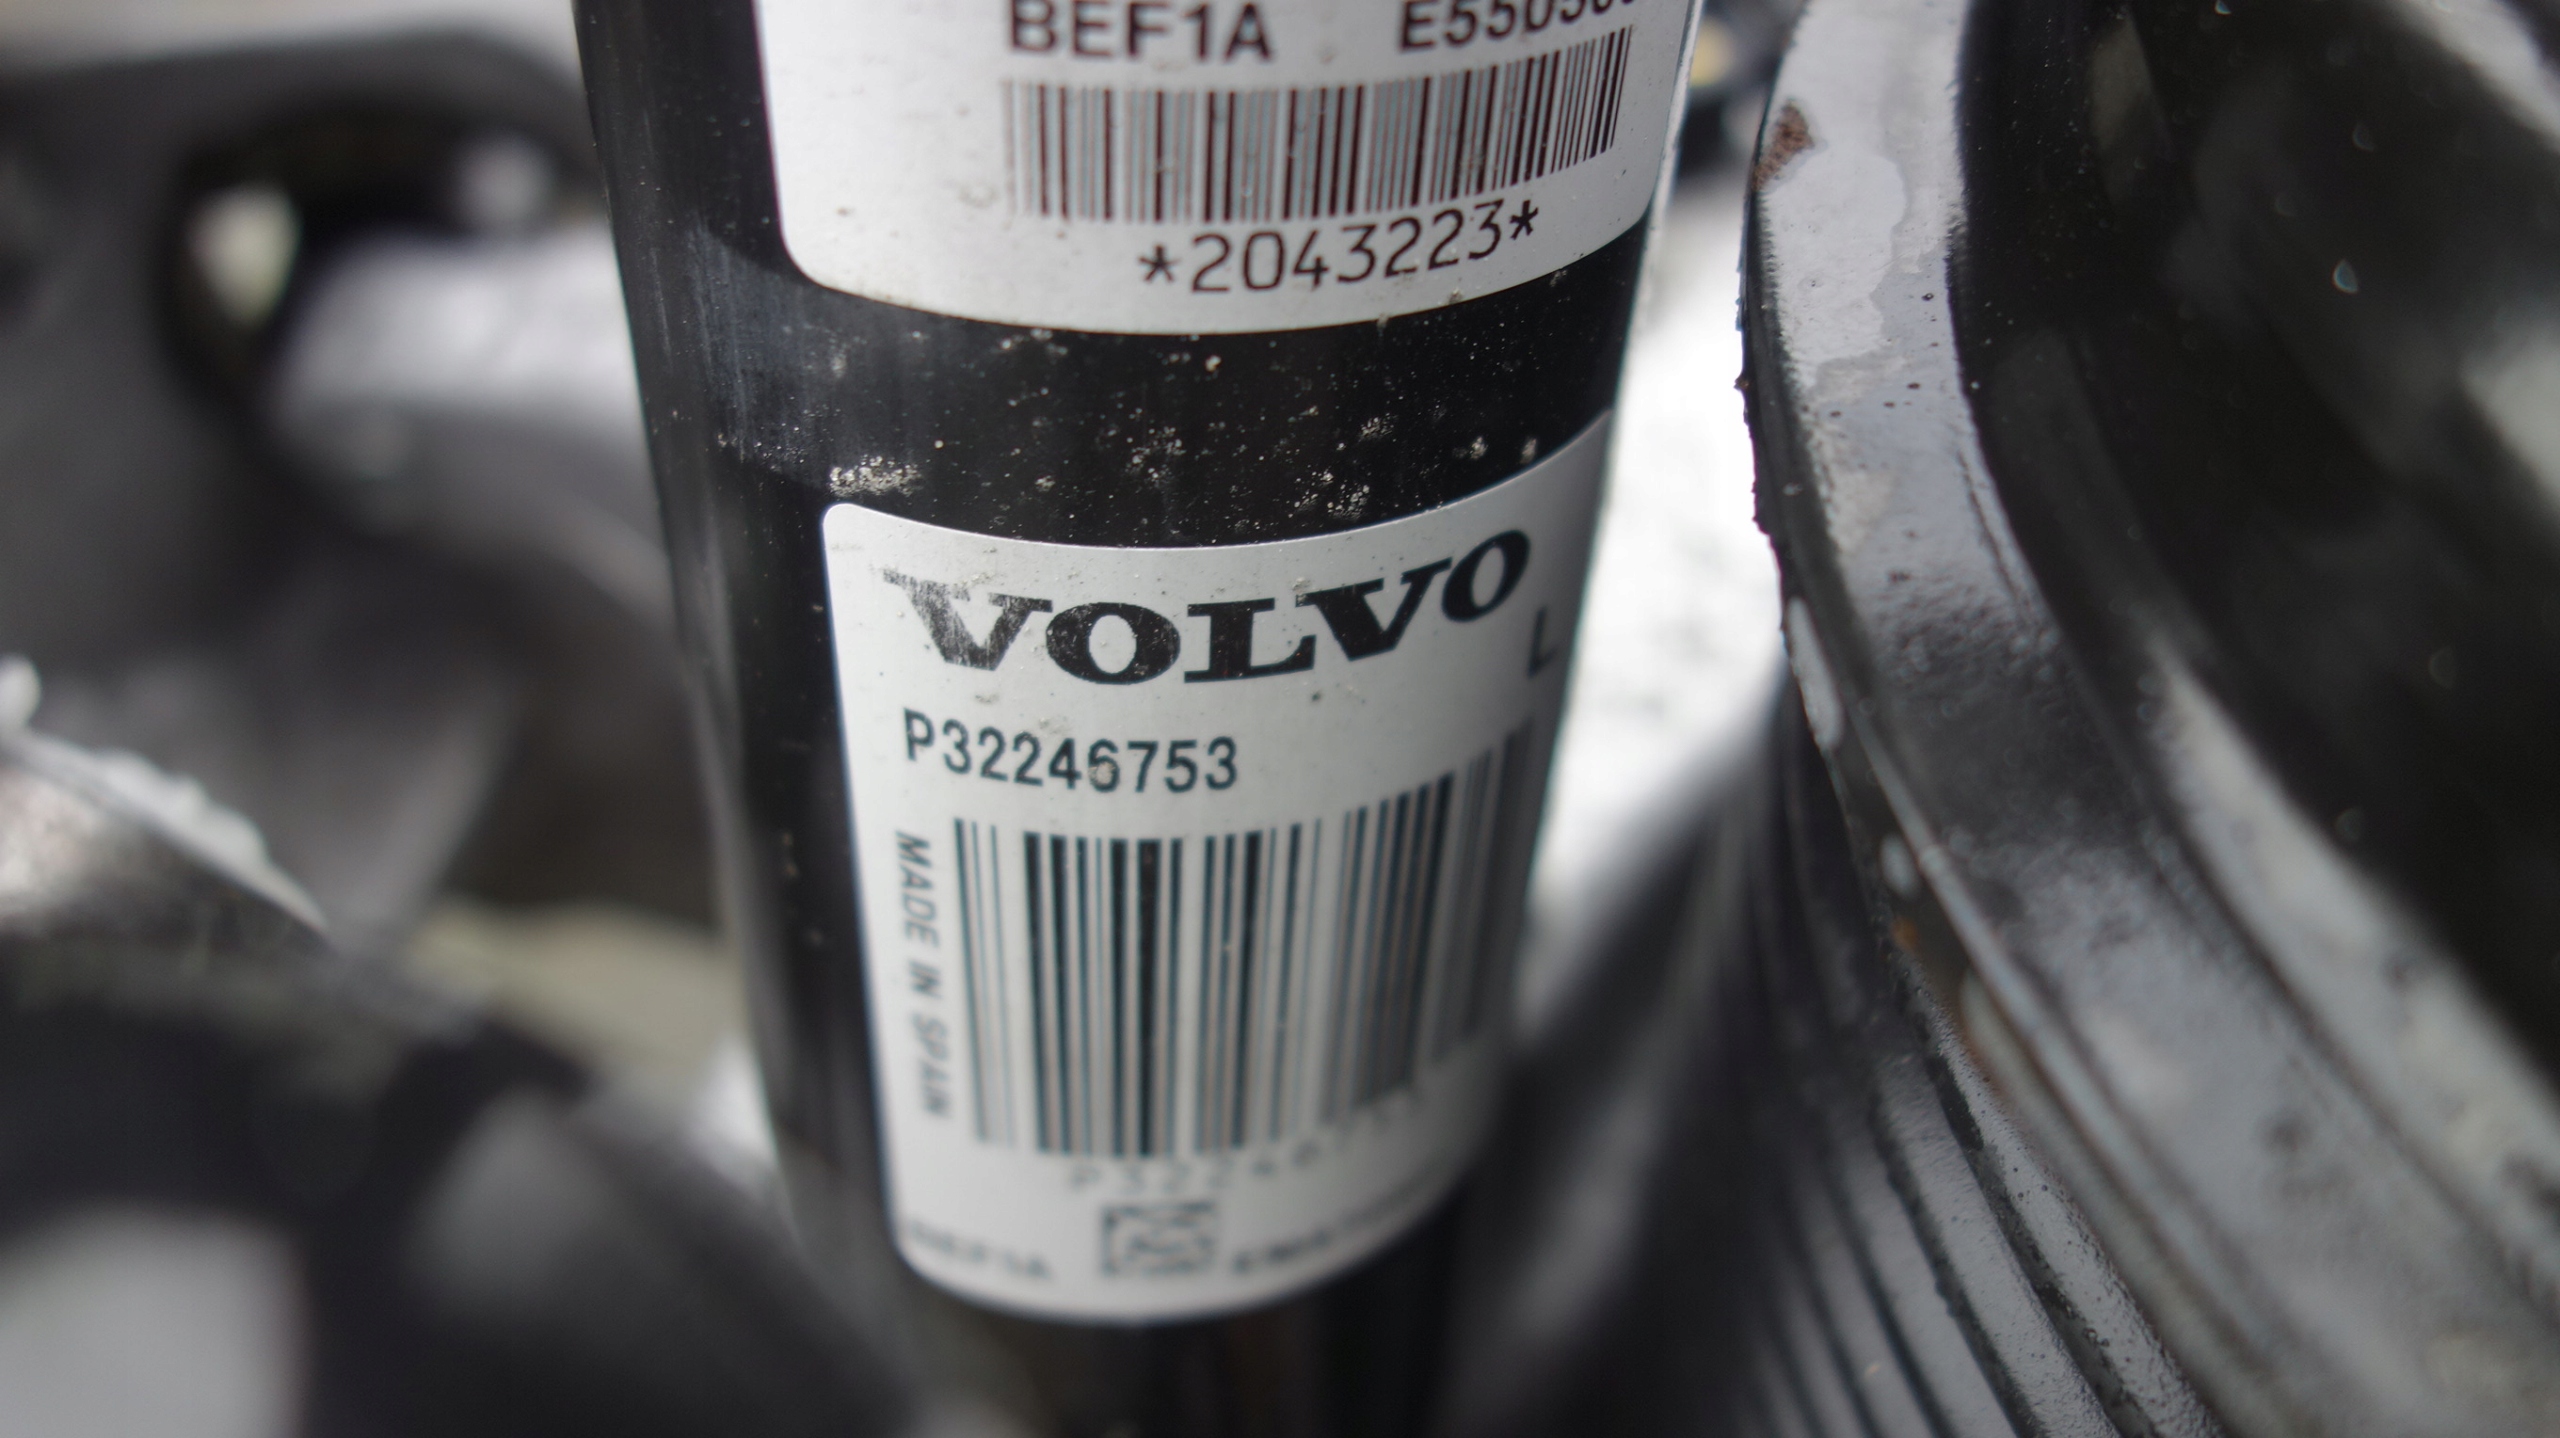 BEF1A
*2043223*
VOLVO L
P32246753
MADE IN SPAIN